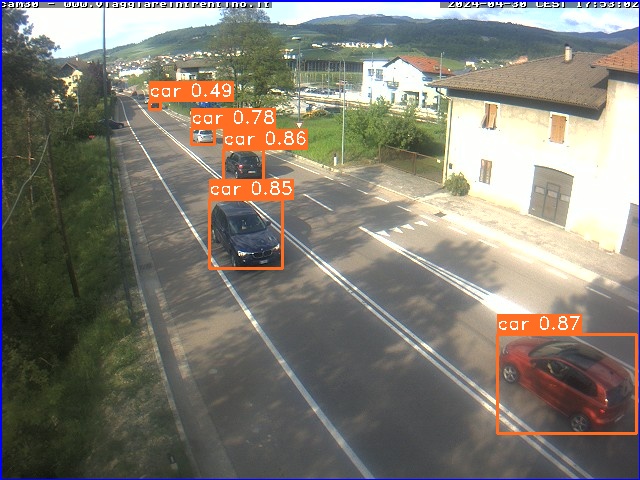 cam30 - www.viaggiareintrentino.it
2024-04-30 CEST 17:53:02
car 0.49
car 0.78
car 0.86
car 0.85
car 0.87